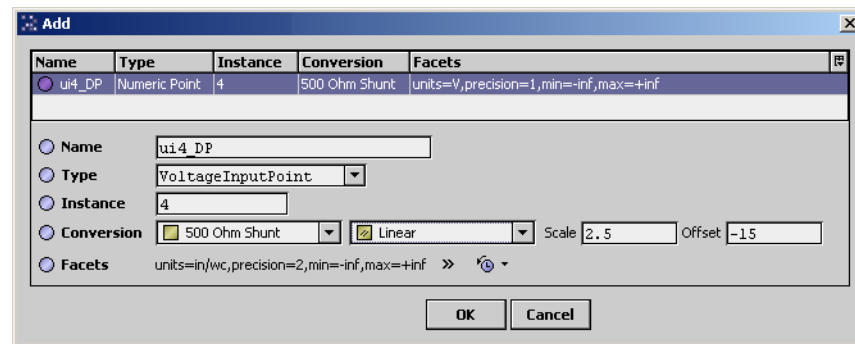 Add
Name Type Instance Conversion Facets
ui4_DP Numeric Point 4 500 Ohm Shunt units=V,precision=1,min=-inf,max=+inf
Name ui4_DP
Type VoltageInputPoint
Instance 4
Conversion 500 Ohm Shunt Linear Scale 2.5 Offset -15
Facets units=in/wc,precision=2,min=-inf,max=+inf »
OK Cancel